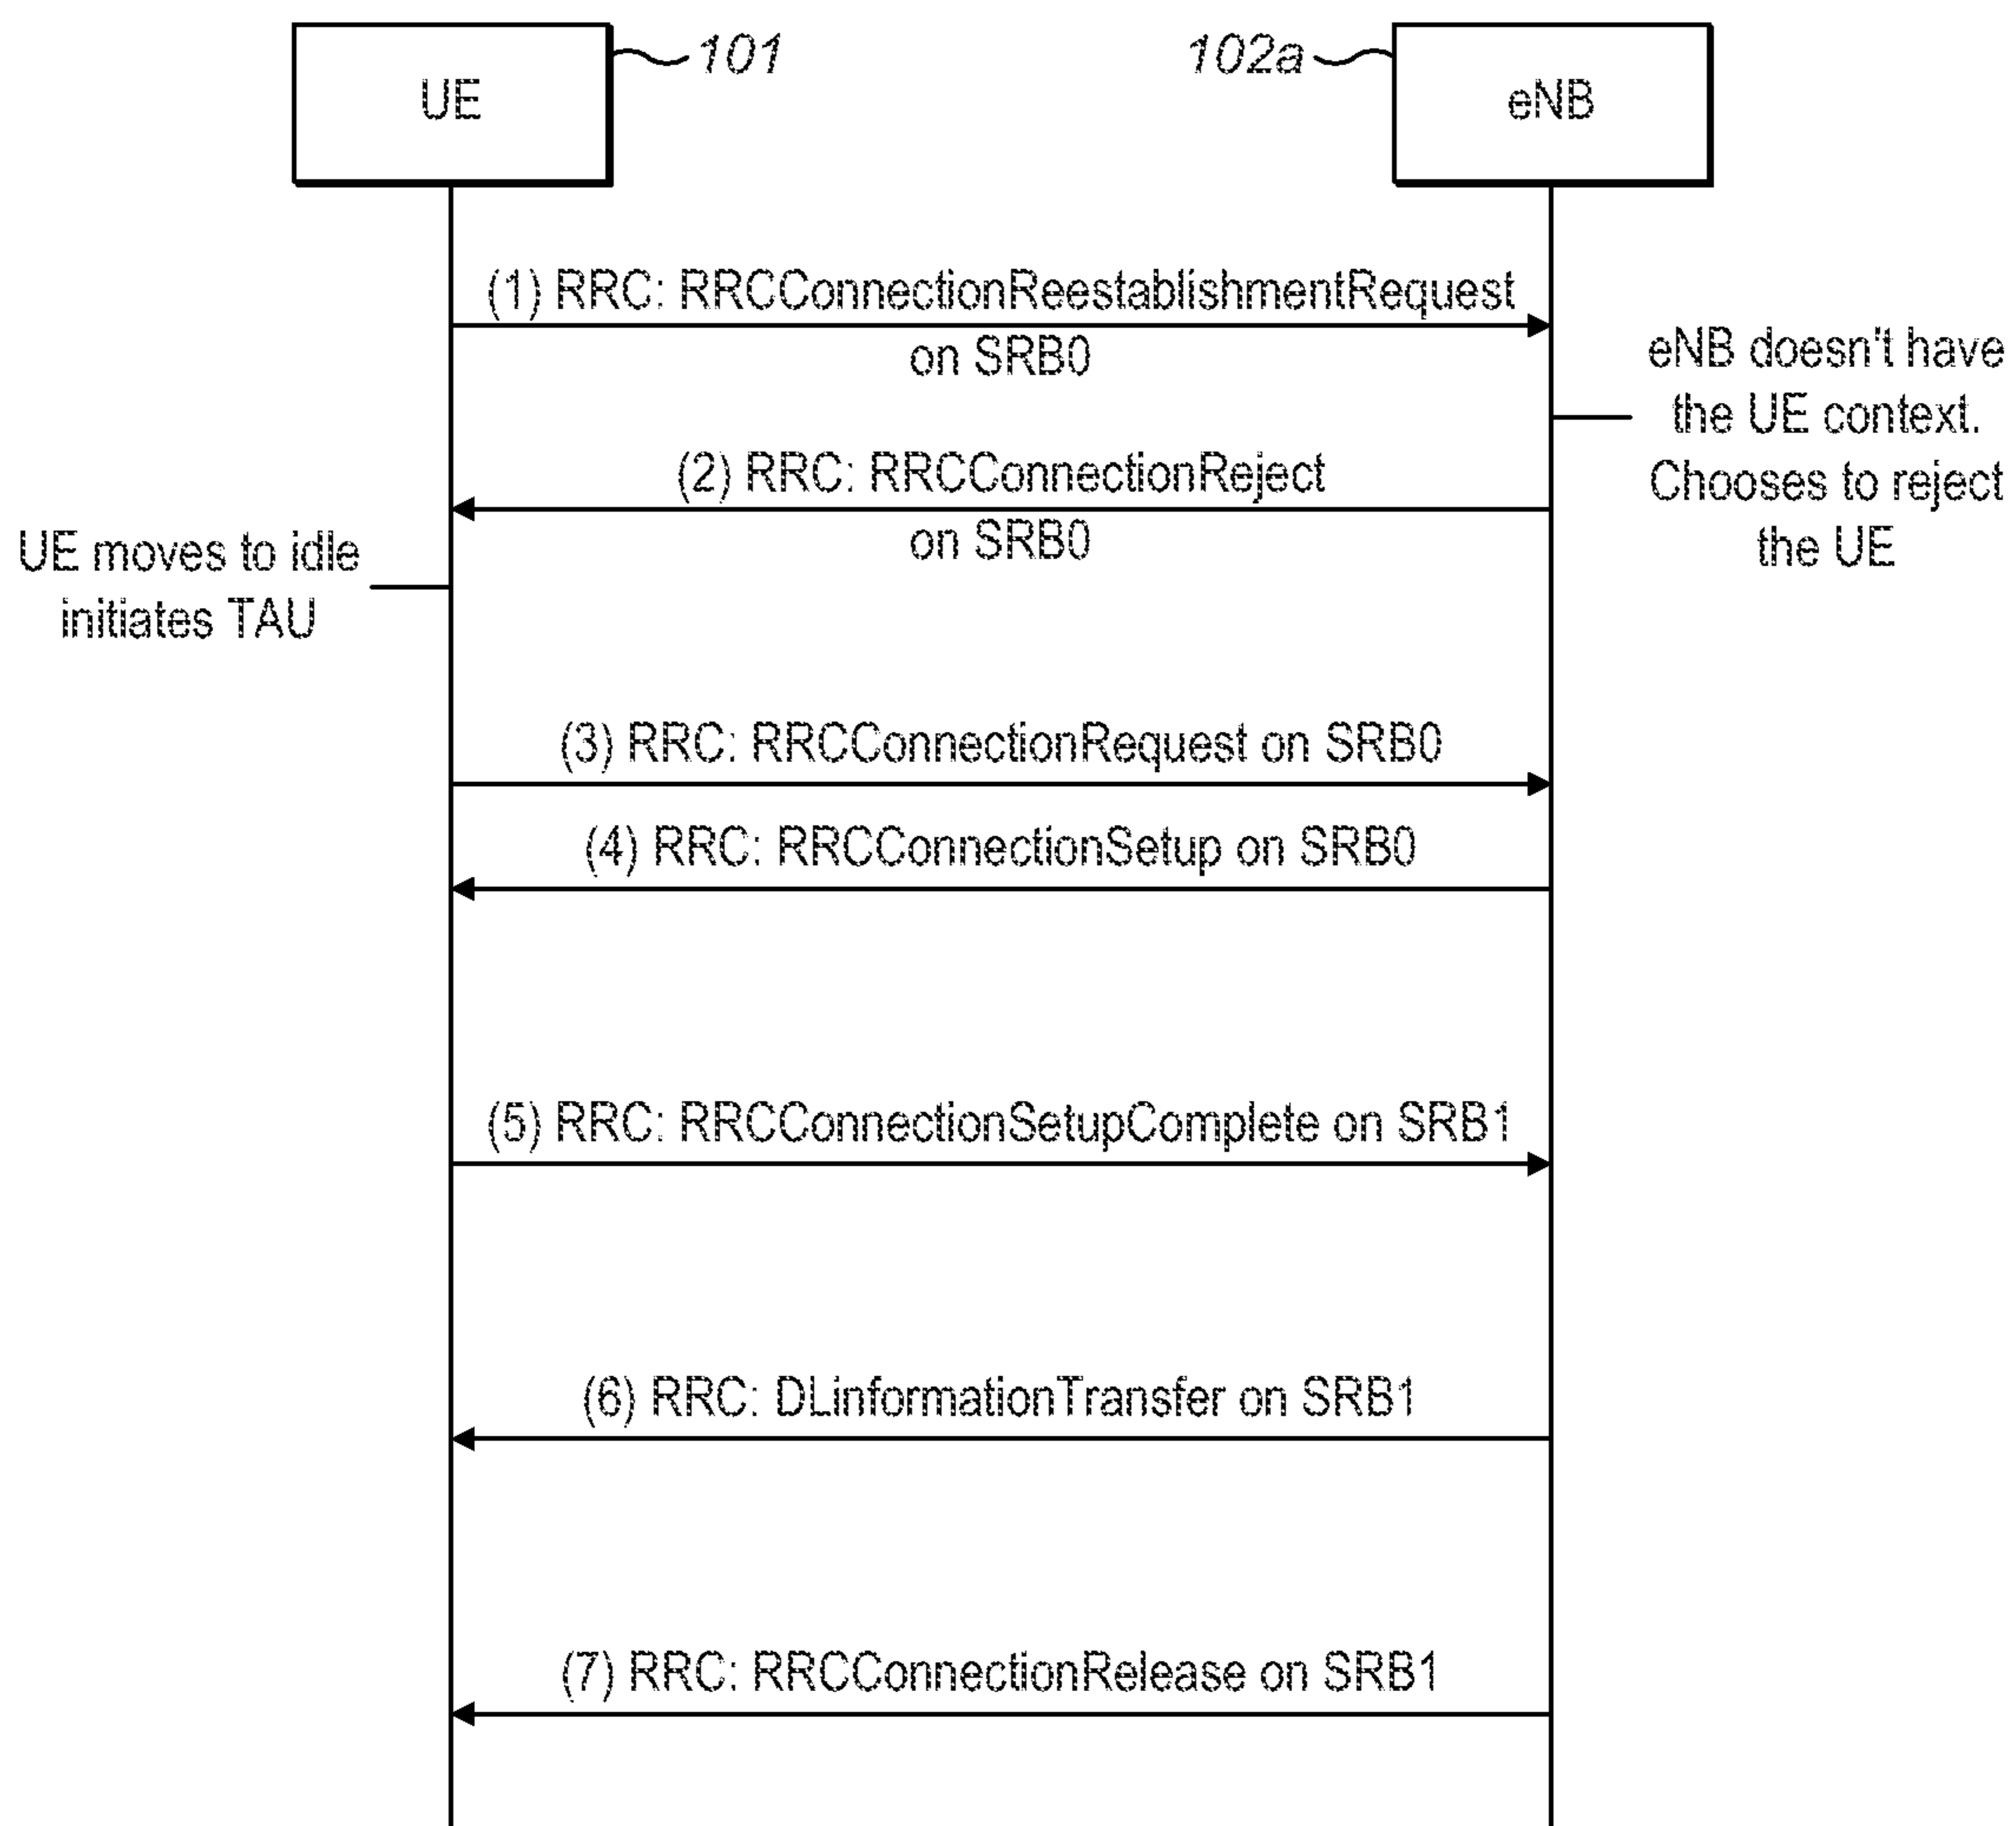 UE
101
102a
eNB
(1) RRC: RRCConnectionReestablishmentRequest
on SRB0
eNB doesn't have
the UE context.
Chooses to reject
the UE
(2) RRC: RRCConnectionReject
on SRB0
UE moves to idle
initiates TAU
(3) RRC: RRCConnectionRequest on SRB0
(4) RRC: RRCConnectionSetup on SRB0
(5) RRC: RRCConnectionSetupComplete on SRB1
(6) RRC: DLinformationTransfer on SRB1
(7) RRC: RRCConnectionRelease on SRB1